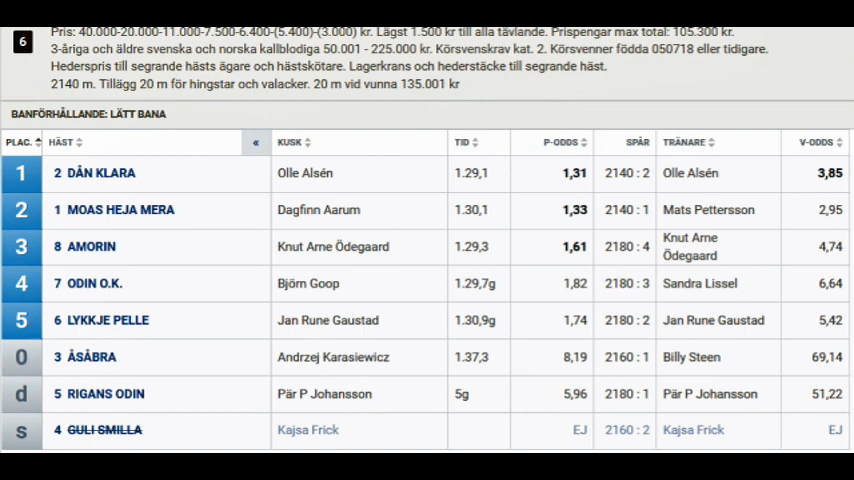 6
Pris: 40.000-20.000-11.000-7.500-6.400-(5.400)-(3.000) kr. Lägst 1.500 kr till alla tävlande. Prispengar max total: 105.300 kr.
3-åriga och äldre svenska och norska kallblodiga 50.001 - 225.000 kr. Körsvenskrav kat. 2. Körsvenner födda 050718 eller tidigare.
Hederspris till segrande hästs ägare och hästskötare. Lagerkrans och hederstäcke till segrande häst.
2140 m. Tillägg 20 m för hingstar och valacker. 20 m vid vunna 135.001 kr
BANFÖRHÅLLANDE: LÄTT BANA
PLAC. HÄST « KUSK TID P-ODDS SPÅR TRÄNARE V-ODDS
1 2 DÅN KLARA Olle Alsén 1.29,1 1,31 2140 : 2 Olle Alsén 3,85
2 1 MOAS HEJA MERA Dagfinn Aarum 1.30,1 1,33 2140 : 1 Mats Pettersson 2,95
3 8 AMORIN Knut Arne Ödegaard 1.29,3 1,61 2180 : 4 Knut Arne Ödegaard 4,74
4 7 ODIN O.K. Björn Goop 1.29,7g 1,82 2180 : 3 Sandra Lissel 6,64
5 6 LYKKJE PELLE Jan Rune Gaustad 1.30,9g 1,74 2180 : 2 Jan Rune Gaustad 5,42
0 3 ÅSÅBRA Andrzej Karasiewicz 1.37,3 8,19 2160 : 1 Billy Steen 69,14
d 5 RIGANS ODIN Pär P Johansson 5g 5,96 2180 : 1 Pär P Johansson 51,22
s 4 GULI SMILLA Kajsa Frick EJ 2160 : 2 Kajsa Frick EJ